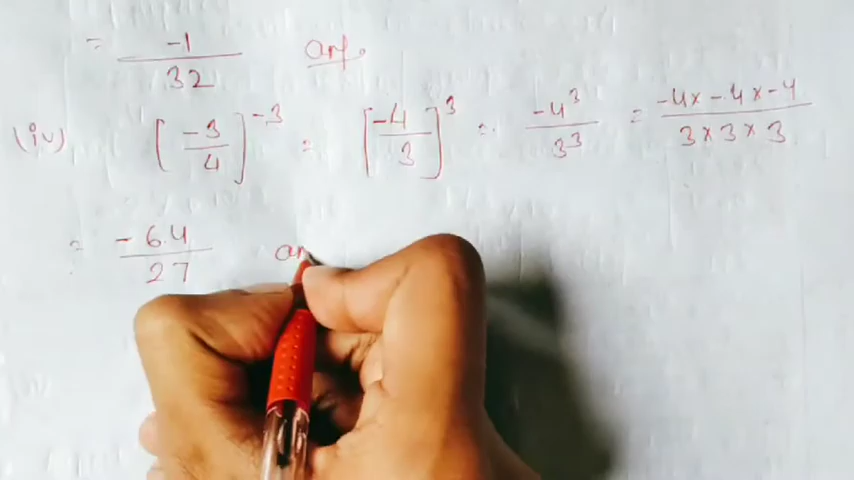 = -1/32 ans.
(iv) [-3/4]^-3 = [-4/3]^3 = -4^3/3^3 = -4x-4x-4/3x3x3
= -64/27 an